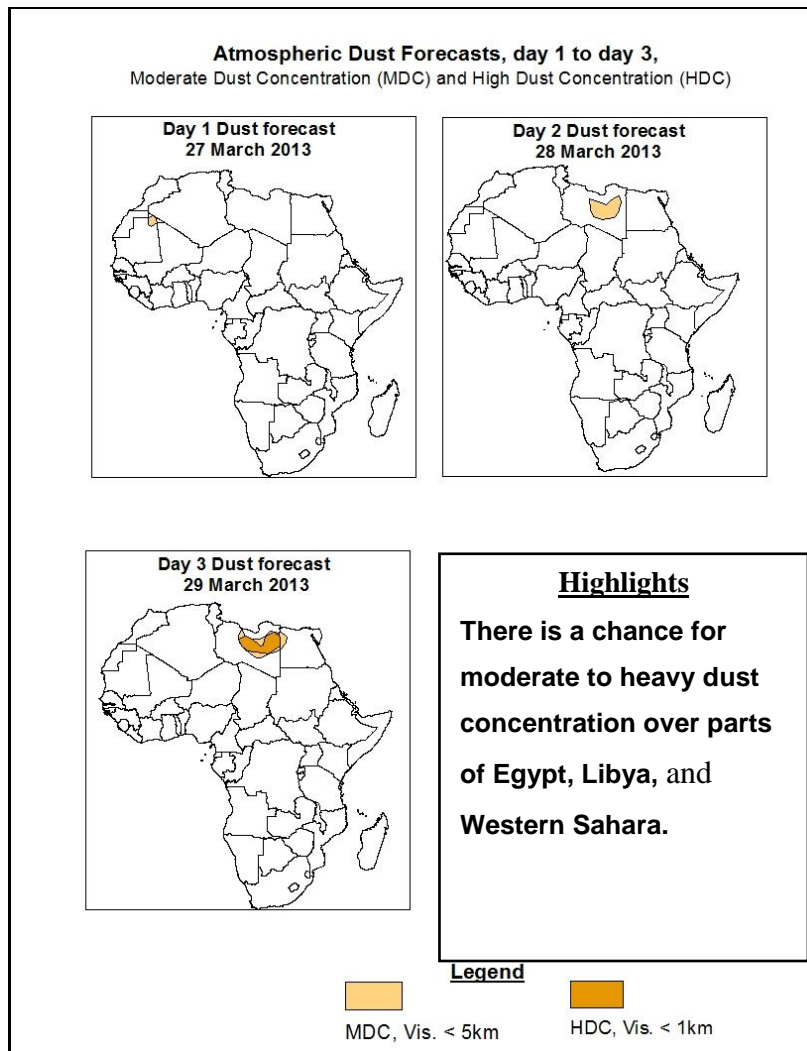 Atmospheric Dust Forecasts, day 1 to day 3,
Moderate Dust Concentration (MDC) and High Dust Concentration (HDC)
Day 1 Dust forecast
27 March 2013
Day 2 Dust forecast
28 March 2013
Day 3 Dust forecast
29 March 2013
Highlights
There is a chance for
moderate to heavy dust
concentration over parts
of Egypt, Libya, and
Western Sahara.
Legend
MDC, Vis. < 5km
HDC, Vis. < 1km